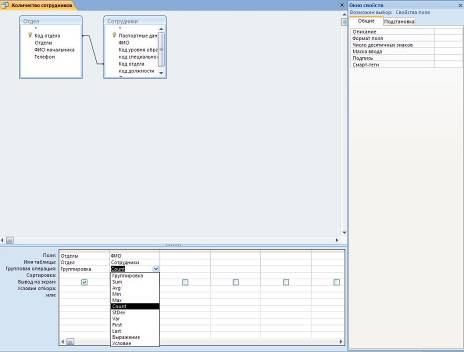 Количество сотрудников
Отдел
*
Код отдела
Отделы
ФИО начальника
Телефон
Сотрудники
*
Паспортные дан
ФИО
Код уровня обра
код специальнос
Код отдела
код должности
Окно свойств
Возможен выбор: Свойства поля
Общие Подстановка
Описание
Формат поля
Число десятичных знаков
Маска ввода
Подпись
Смарт-теги
Поле: Отделы ФИО
Имя таблицы: Отдел Сотрудники
Групповая операция: Группировка Count
Сортировка:
Вывод на экран:
Условие отбора:
или:
Группировка
Sum
Avg
Min
Max
Count
StDev
Var
First
Last
Выражение
Условие